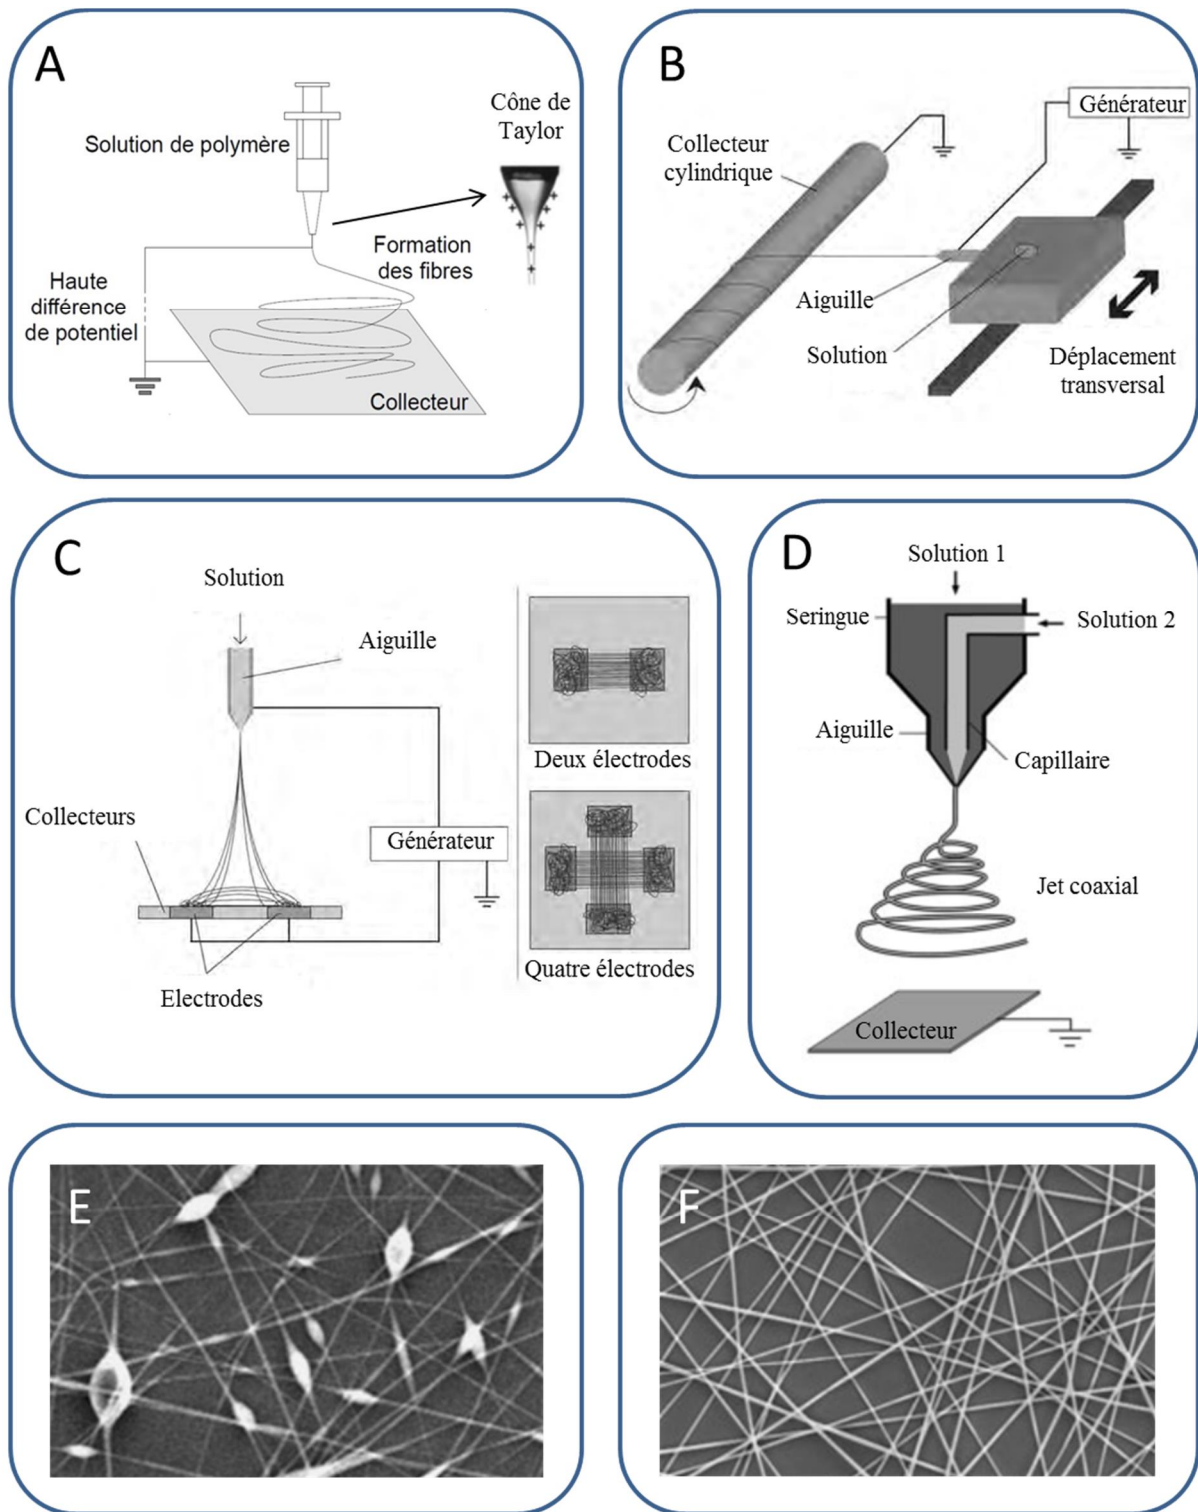 A
Solution de polymère
Cône de
Taylor
Formation
des fibres
Haute
différence
de potentiel
Collecteur
B
Générateur
Collecteur
cylindrique
Aiguille
Solution
Déplacement
transversal
C
Solution
Aiguille
Collecteurs
Générateur
Electrodes
Deux électrodes
Quatre électrodes
D
Solution 1
Seringue
Solution 2
Aiguille
Capillaire
Jet coaxial
Collecteur
E
F